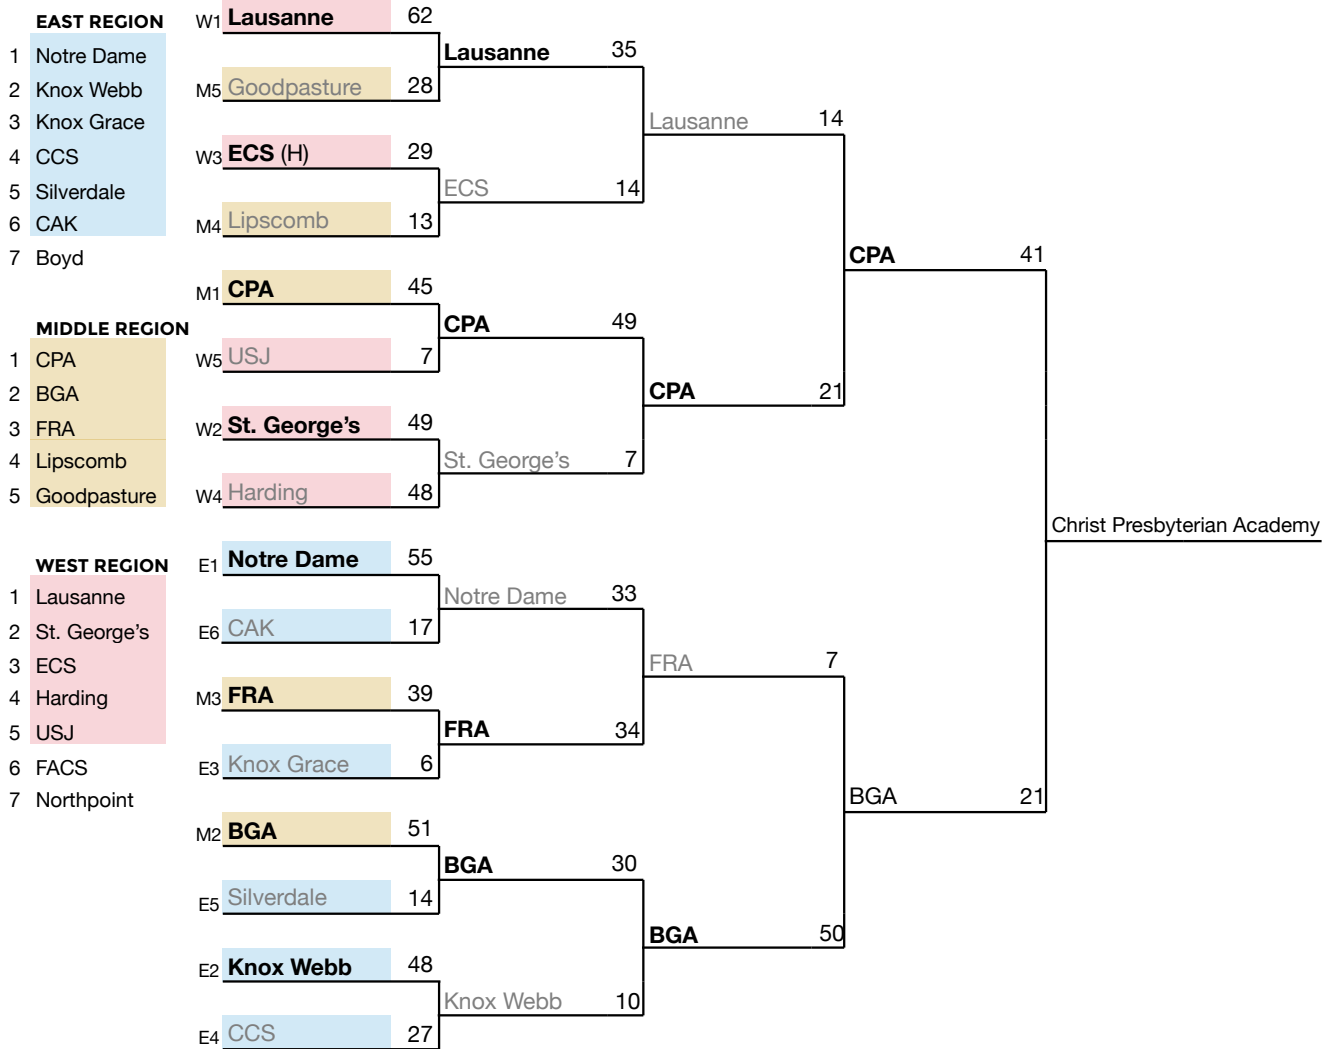 EAST REGION
1 Notre Dame
2 Knox Webb
3 Knox Grace
4 CCS
5 Silverdale
6 CAK
7 Boyd
MIDDLE REGION
1 CPA
2 BGA
3 FRA
4 Lipscomb
5 Goodpasture
WEST REGION
1 Lausanne
2 St. George’s
3 ECS
4 Harding
5 USJ
6 FACS
7 Northpoint
W1 Lausanne 62
M5 Goodpasture 28
W3 ECS (H) 29
M4 Lipscomb 13
M1 CPA 45
W5 USJ 7
W2 St. George’s 49
W4 Harding 48
E1 Notre Dame 55
E6 CAK 17
M3 FRA 39
E3 Knox Grace 6
M2 BGA 51
E5 Silverdale 14
E2 Knox Webb 48
E4 CCS 27
Lausanne 35
ECS 14
CPA 49
St. George’s 7
Notre Dame 33
FRA 34
BGA 30
Knox Webb 10
Lausanne 14
CPA 21
FRA 7
BGA 50
CPA 41
BGA 21
Christ Presbyterian Academy